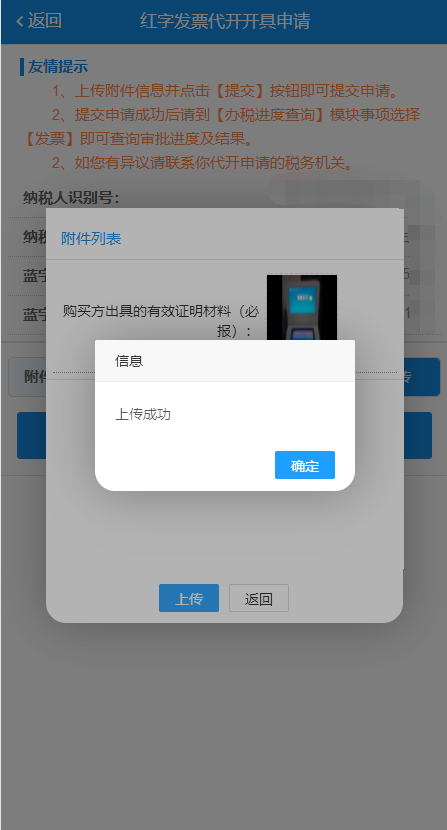 返回
红字发票代开开具申请
友情提示
1、上传附件信息并点击【提交】按钮即可提交申请。
2、提交申请成功后请到【办税进度查询】模块事项选择
【发票】即可查询审批进度及结果。
2、如您有异议请联系你代开申请的税务机关。
纳税人识别号：
纳税
附件列表
蓝字
5
购买方出具的有效证明材料（必
报）：
蓝字
1
信息
附件
传
上传成功
确定
上传
返回